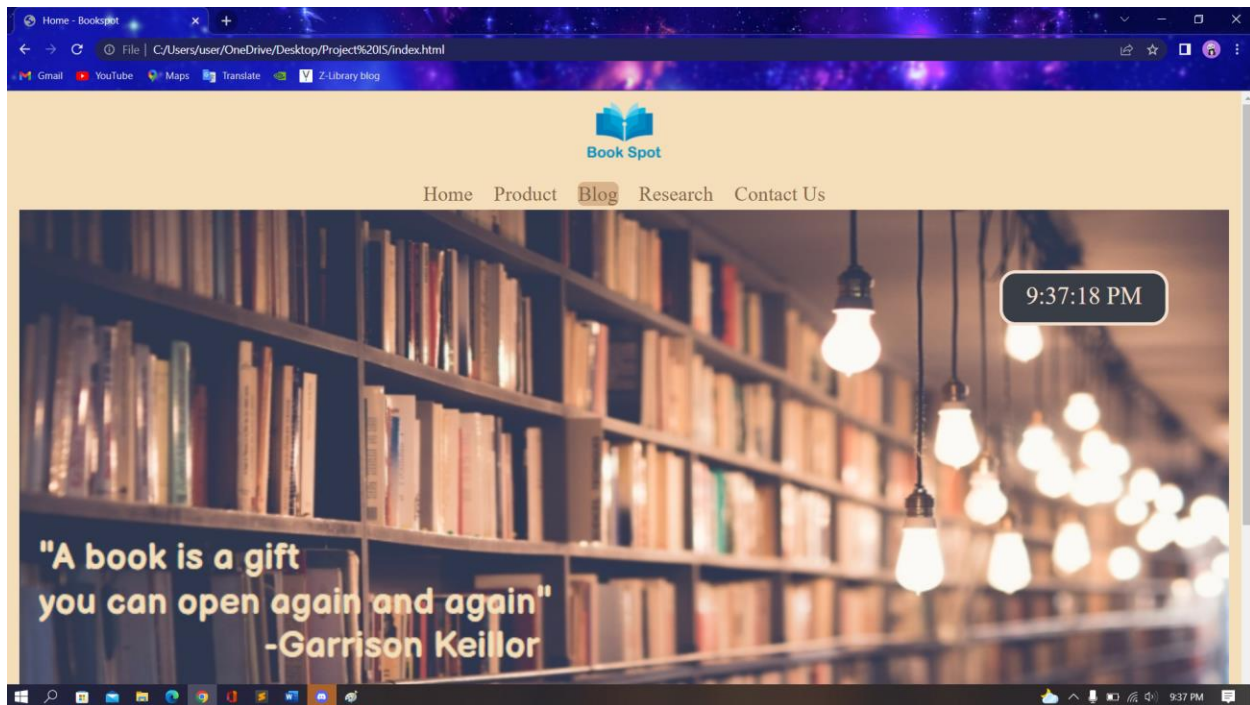 Home - Bookspot
File | C:/Users/user/OneDrive/Desktop/Project%20IS/index.html
Gmail YouTube Maps Translate Z-Library blog
Book Spot
Home Product Blog Research Contact Us
9:37:18 PM
"A book is a gift
you can open again and again"
-Garrison Keillor
9:37 PM